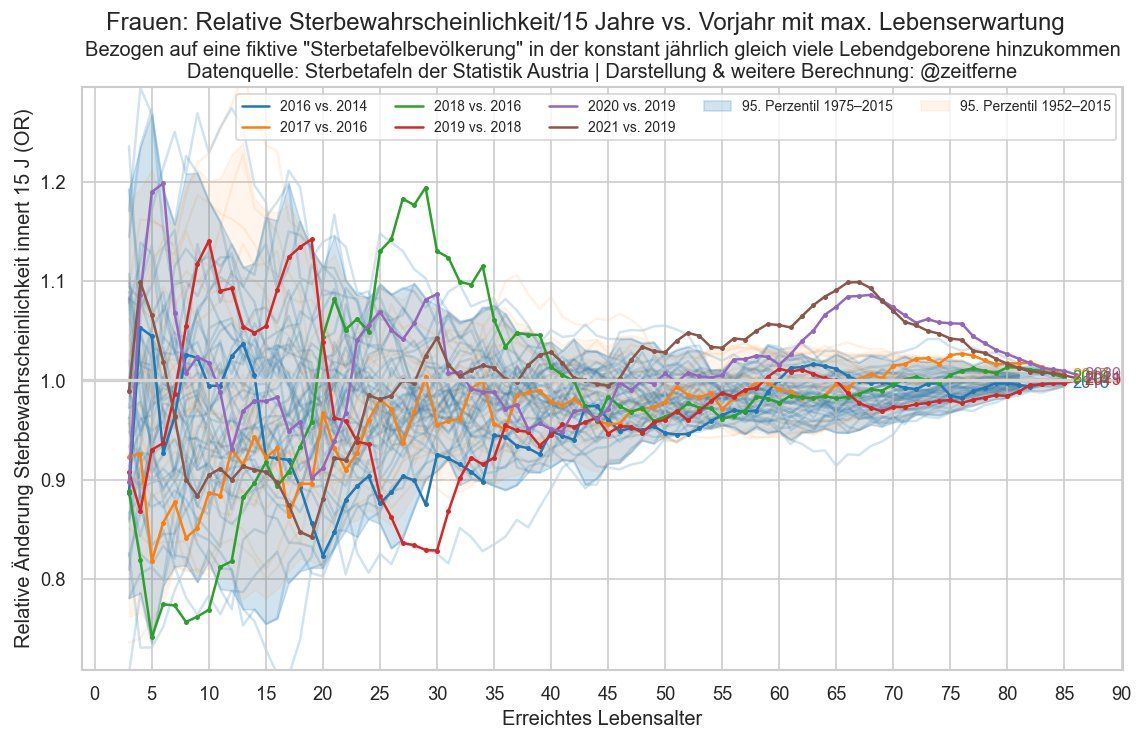 Frauen: Relative Sterbewahrscheinlichkeit/15 Jahre vs. Vorjahr mit max. Lebenserwartung
Bezogen auf eine fiktive "Sterbetafelbevölkerung" in der konstant jährlich gleich viele Lebendgeborene hinzukommen
Datenquelle: Sterbetafeln der Statistik Austria | Darstellung & weitere Berechnung: @zeitferne
2016 vs. 2014
2017 vs. 2016
2018 vs. 2016
2019 vs. 2018
2020 vs. 2019
2021 vs. 2019
95. Perzentil 1975–2015
95. Perzentil 1952–2015
Relative Änderung Sterbewahrscheinlichkeit innert 15 J (OR)
1.2
1.1
1.0
0.9
0.8
0 5 10 15 20 25 30 35 40 45 50 55 60 65 70 75 80 85 90
Erreichtes Lebensalter